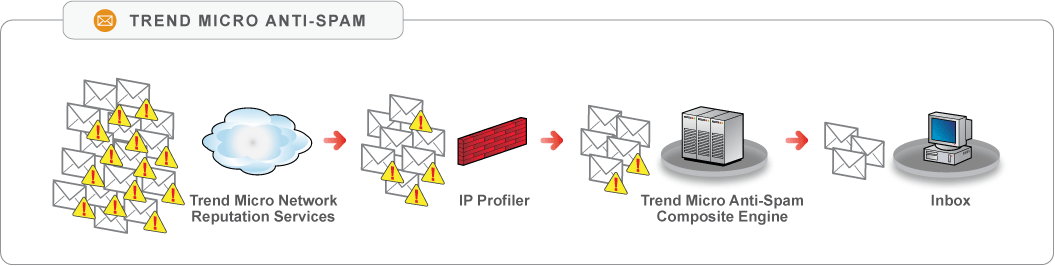 TREND MICRO ANTI-SPAM
Trend Micro Network
Reputation Services
IP Profiler
Trend Micro Anti-Spam
Composite Engine
Inbox